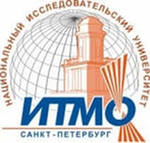 НАЦИОНАЛЬНЫЙ ИССЛЕДОВАТЕЛЬСКИЙ УНИВЕРСИТЕТ
ИТМО
САНКТ-ПЕТЕРБУРГ